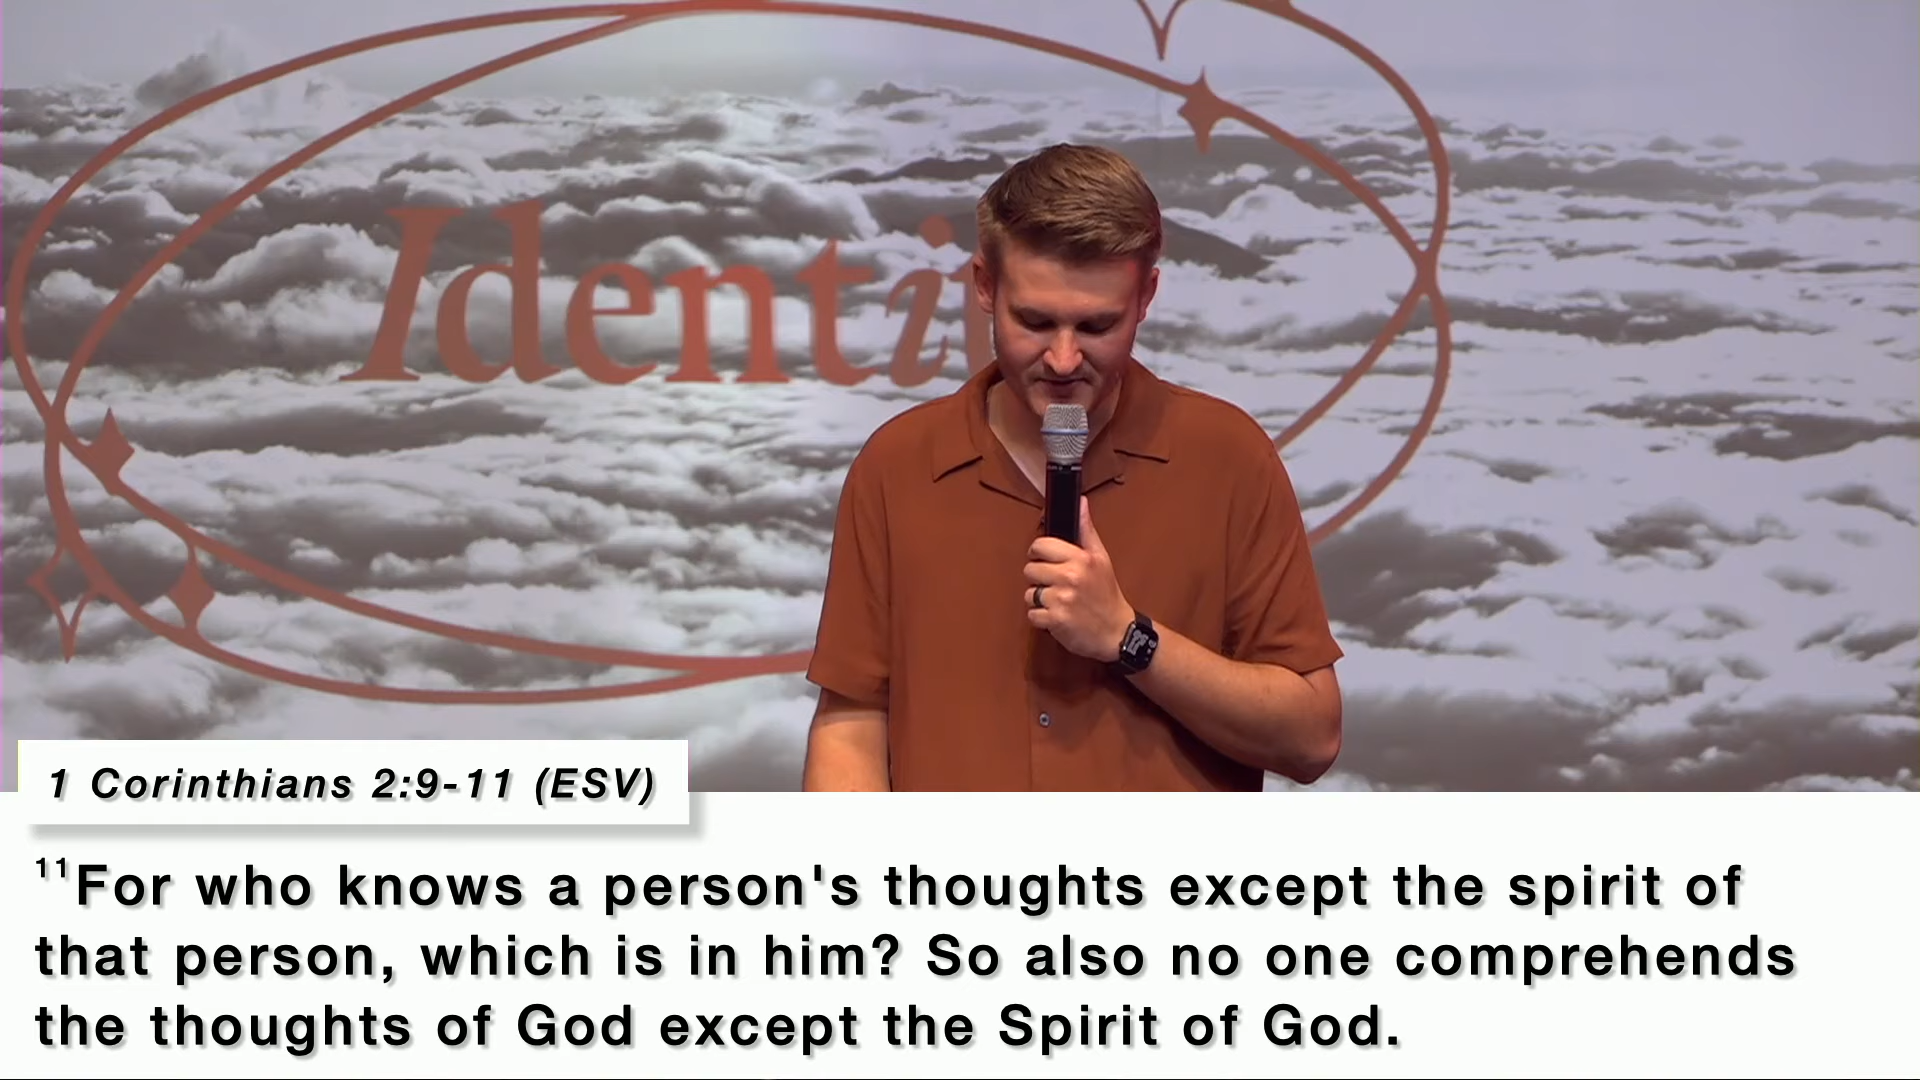 Identi
1 Corinthians 2:9-11 (ESV)
11For who knows a person's thoughts except the spirit of
that person, which is in him? So also no one comprehends
the thoughts of God except the Spirit of God.